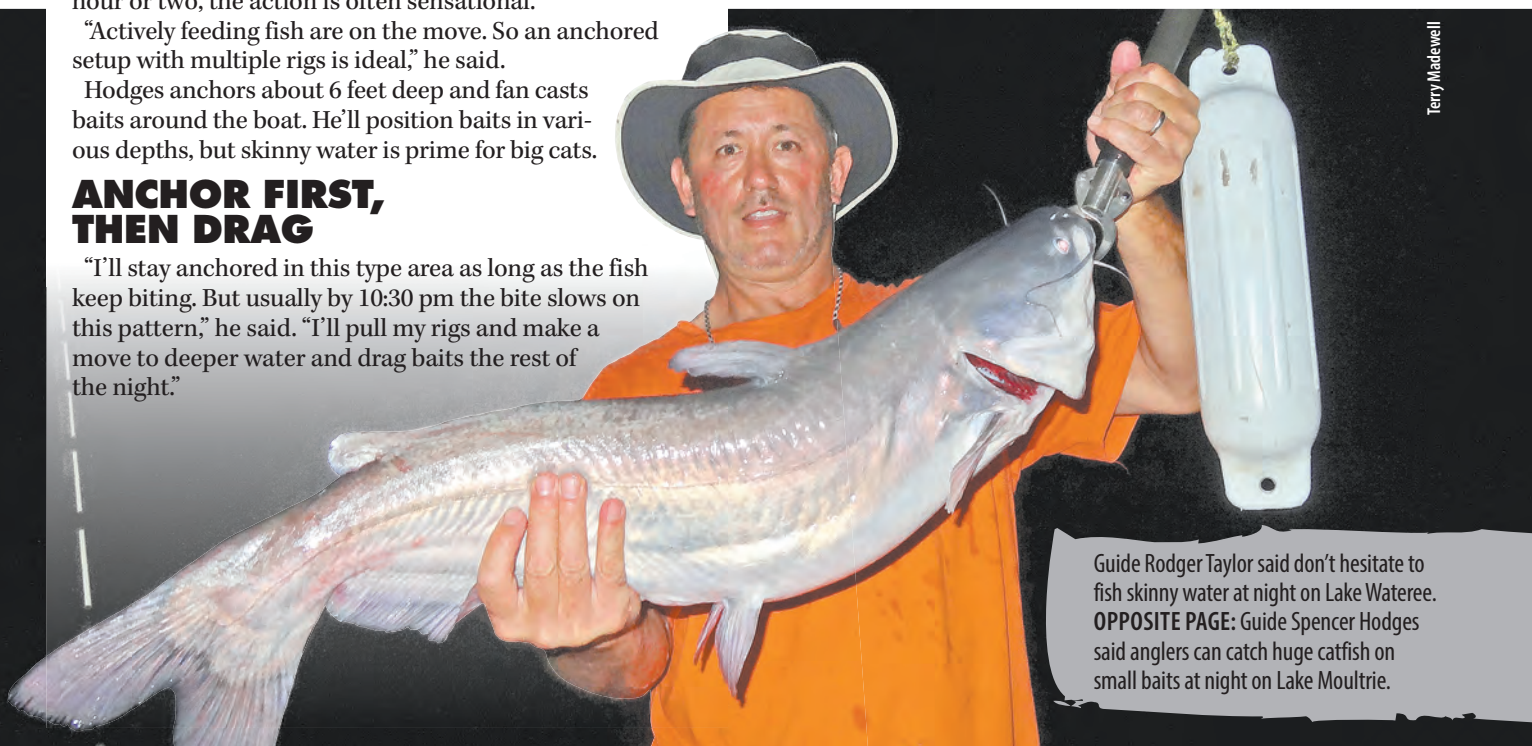 hour or two, the action is often sensational.
“Actively feeding fish are on the move. So an anchored
setup with multiple rigs is ideal,” he said.
Hodges anchors about 6 feet deep and fan casts
baits around the boat. He’ll position baits in vari-
ous depths, but skinny water is prime for big cats.
ANCHOR FIRST,
THEN DRAG
“I’ll stay anchored in this type area as long as the fish
keep biting. But usually by 10:30 pm the bite slows on
this pattern,” he said. “I’ll pull my rigs and make a
move to deeper water and drag baits the rest of
the night.”
Terry Madewell
Guide Rodger Taylor said don’t hesitate to
fish skinny water at night on Lake Wateree.
OPPOSITE PAGE: Guide Spencer Hodges
said anglers can catch huge catfish on
small baits at night on Lake Moultrie.